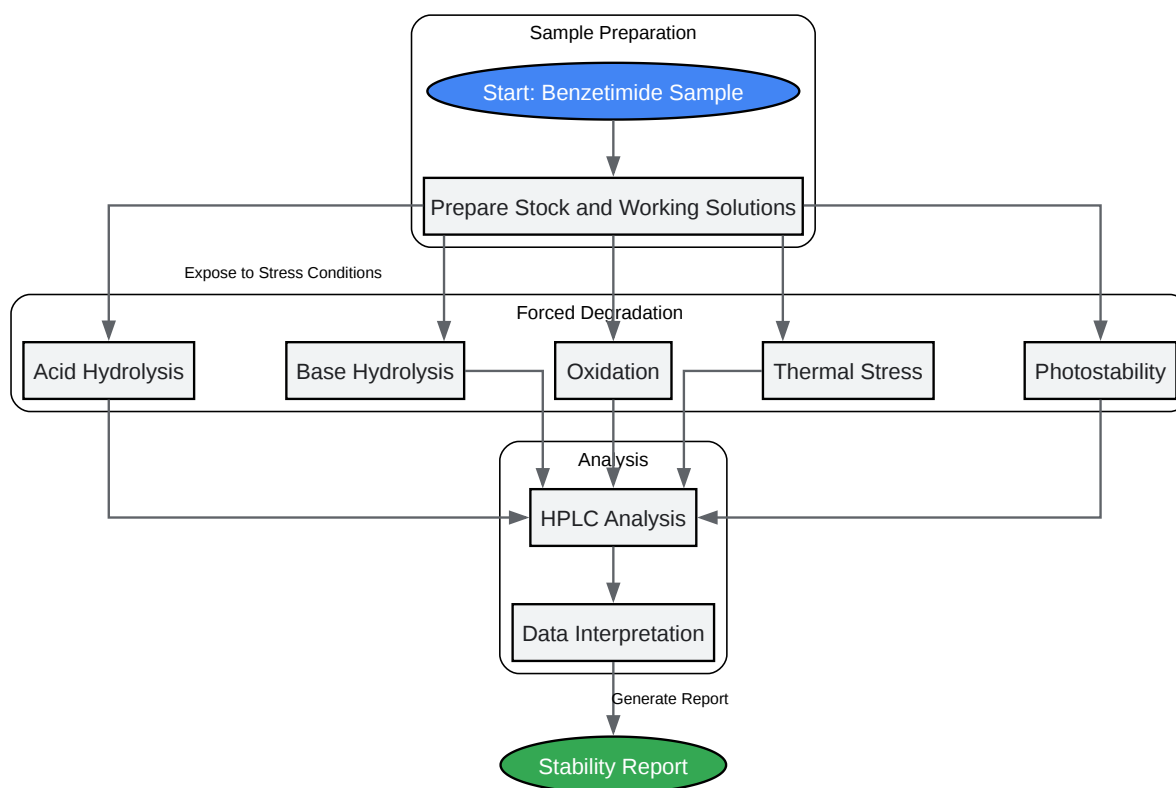 Sample Preparation
Start: Benzetimide Sample
Prepare Stock and Working Solutions
Expose to Stress Conditions
Forced Degradation
Acid Hydrolysis
Base Hydrolysis
Oxidation
Thermal Stress
Photostability
Analysis
HPLC Analysis
Data Interpretation
Generate Report
Stability Report